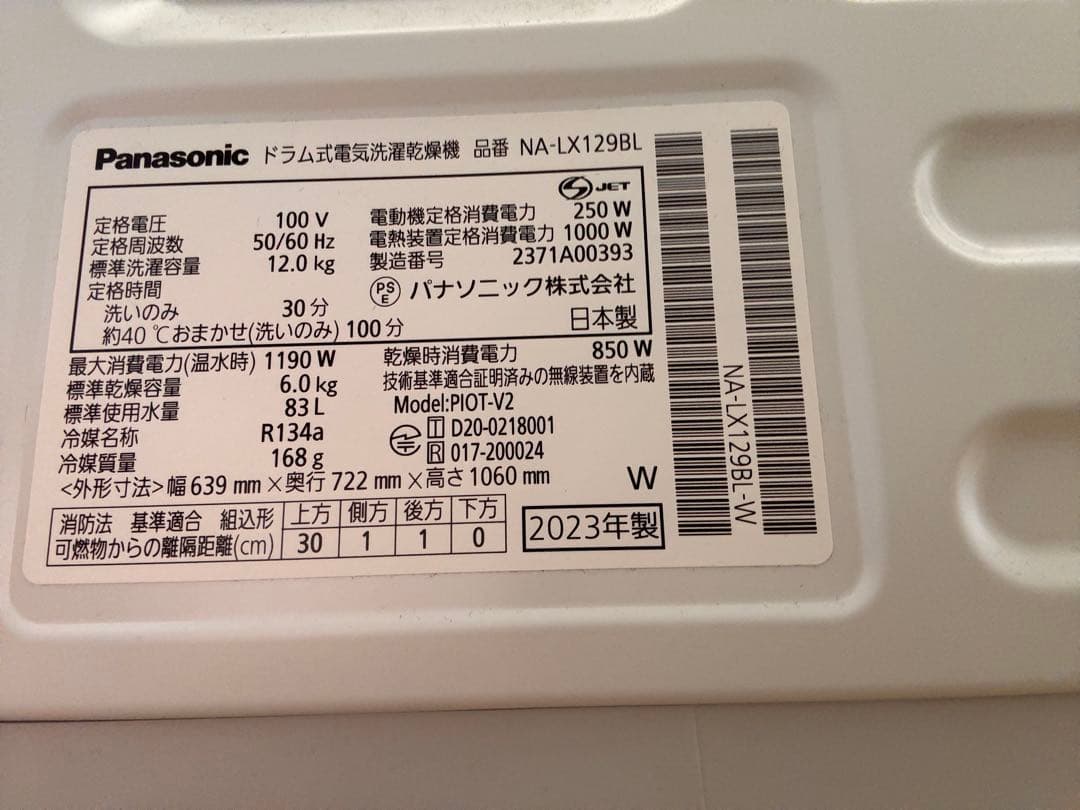 Panasonic ドラム式電気洗濯乾燥機 品番 NA-LX129BL
JET
定格電圧 100 V
定格周波数 50/60 Hz
標準洗濯容量 12.0 kg
定格時間
洗いのみ 30 分
約40 ℃おまかせ(洗いのみ) 100 分
電動機定格消費電力 250 W
電熱装置定格消費電力 1000 W
製造番号 2371A00393
PS E パナソニック株式会社
日本製
最大消費電力(温水時) 1190 W
標準乾燥容量 6.0 kg
標準使用水量 83 L
冷媒名称 R134a
冷媒質量 168 g
乾燥時消費電力 850 W
技術基準適合証明済みの無線装置を内蔵
Model:PIOT-V2
T D20-0218001
R 017-200024
<外形寸法> 幅 639 mm × 奥行 722 mm × 高さ 1060 mm
W
消防法 基準適合 組込形 上方 側方 後方 下方
可燃物からの離隔距離(cm) 30 1 1 0
2023年製
NA-LX129BL-W